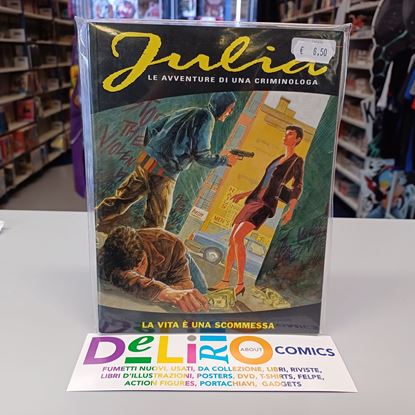 Julia
€ 6,50
LE AVVENTURE DI UNA CRIMINOLOGA
LA VITA È UNA SCOMMESSA
DeLiRiO ABOUT COMICS
FUMETTI NUOVI, USATI, DA COLLEZIONE, LIBRI, RIVISTE,
LIBRI D'ILLUSTRAZIONI, POSTERS, DVD, T-SHIRTS, FELPE,
ACTION FIGURES, PORTACHIAVI, GADGETS